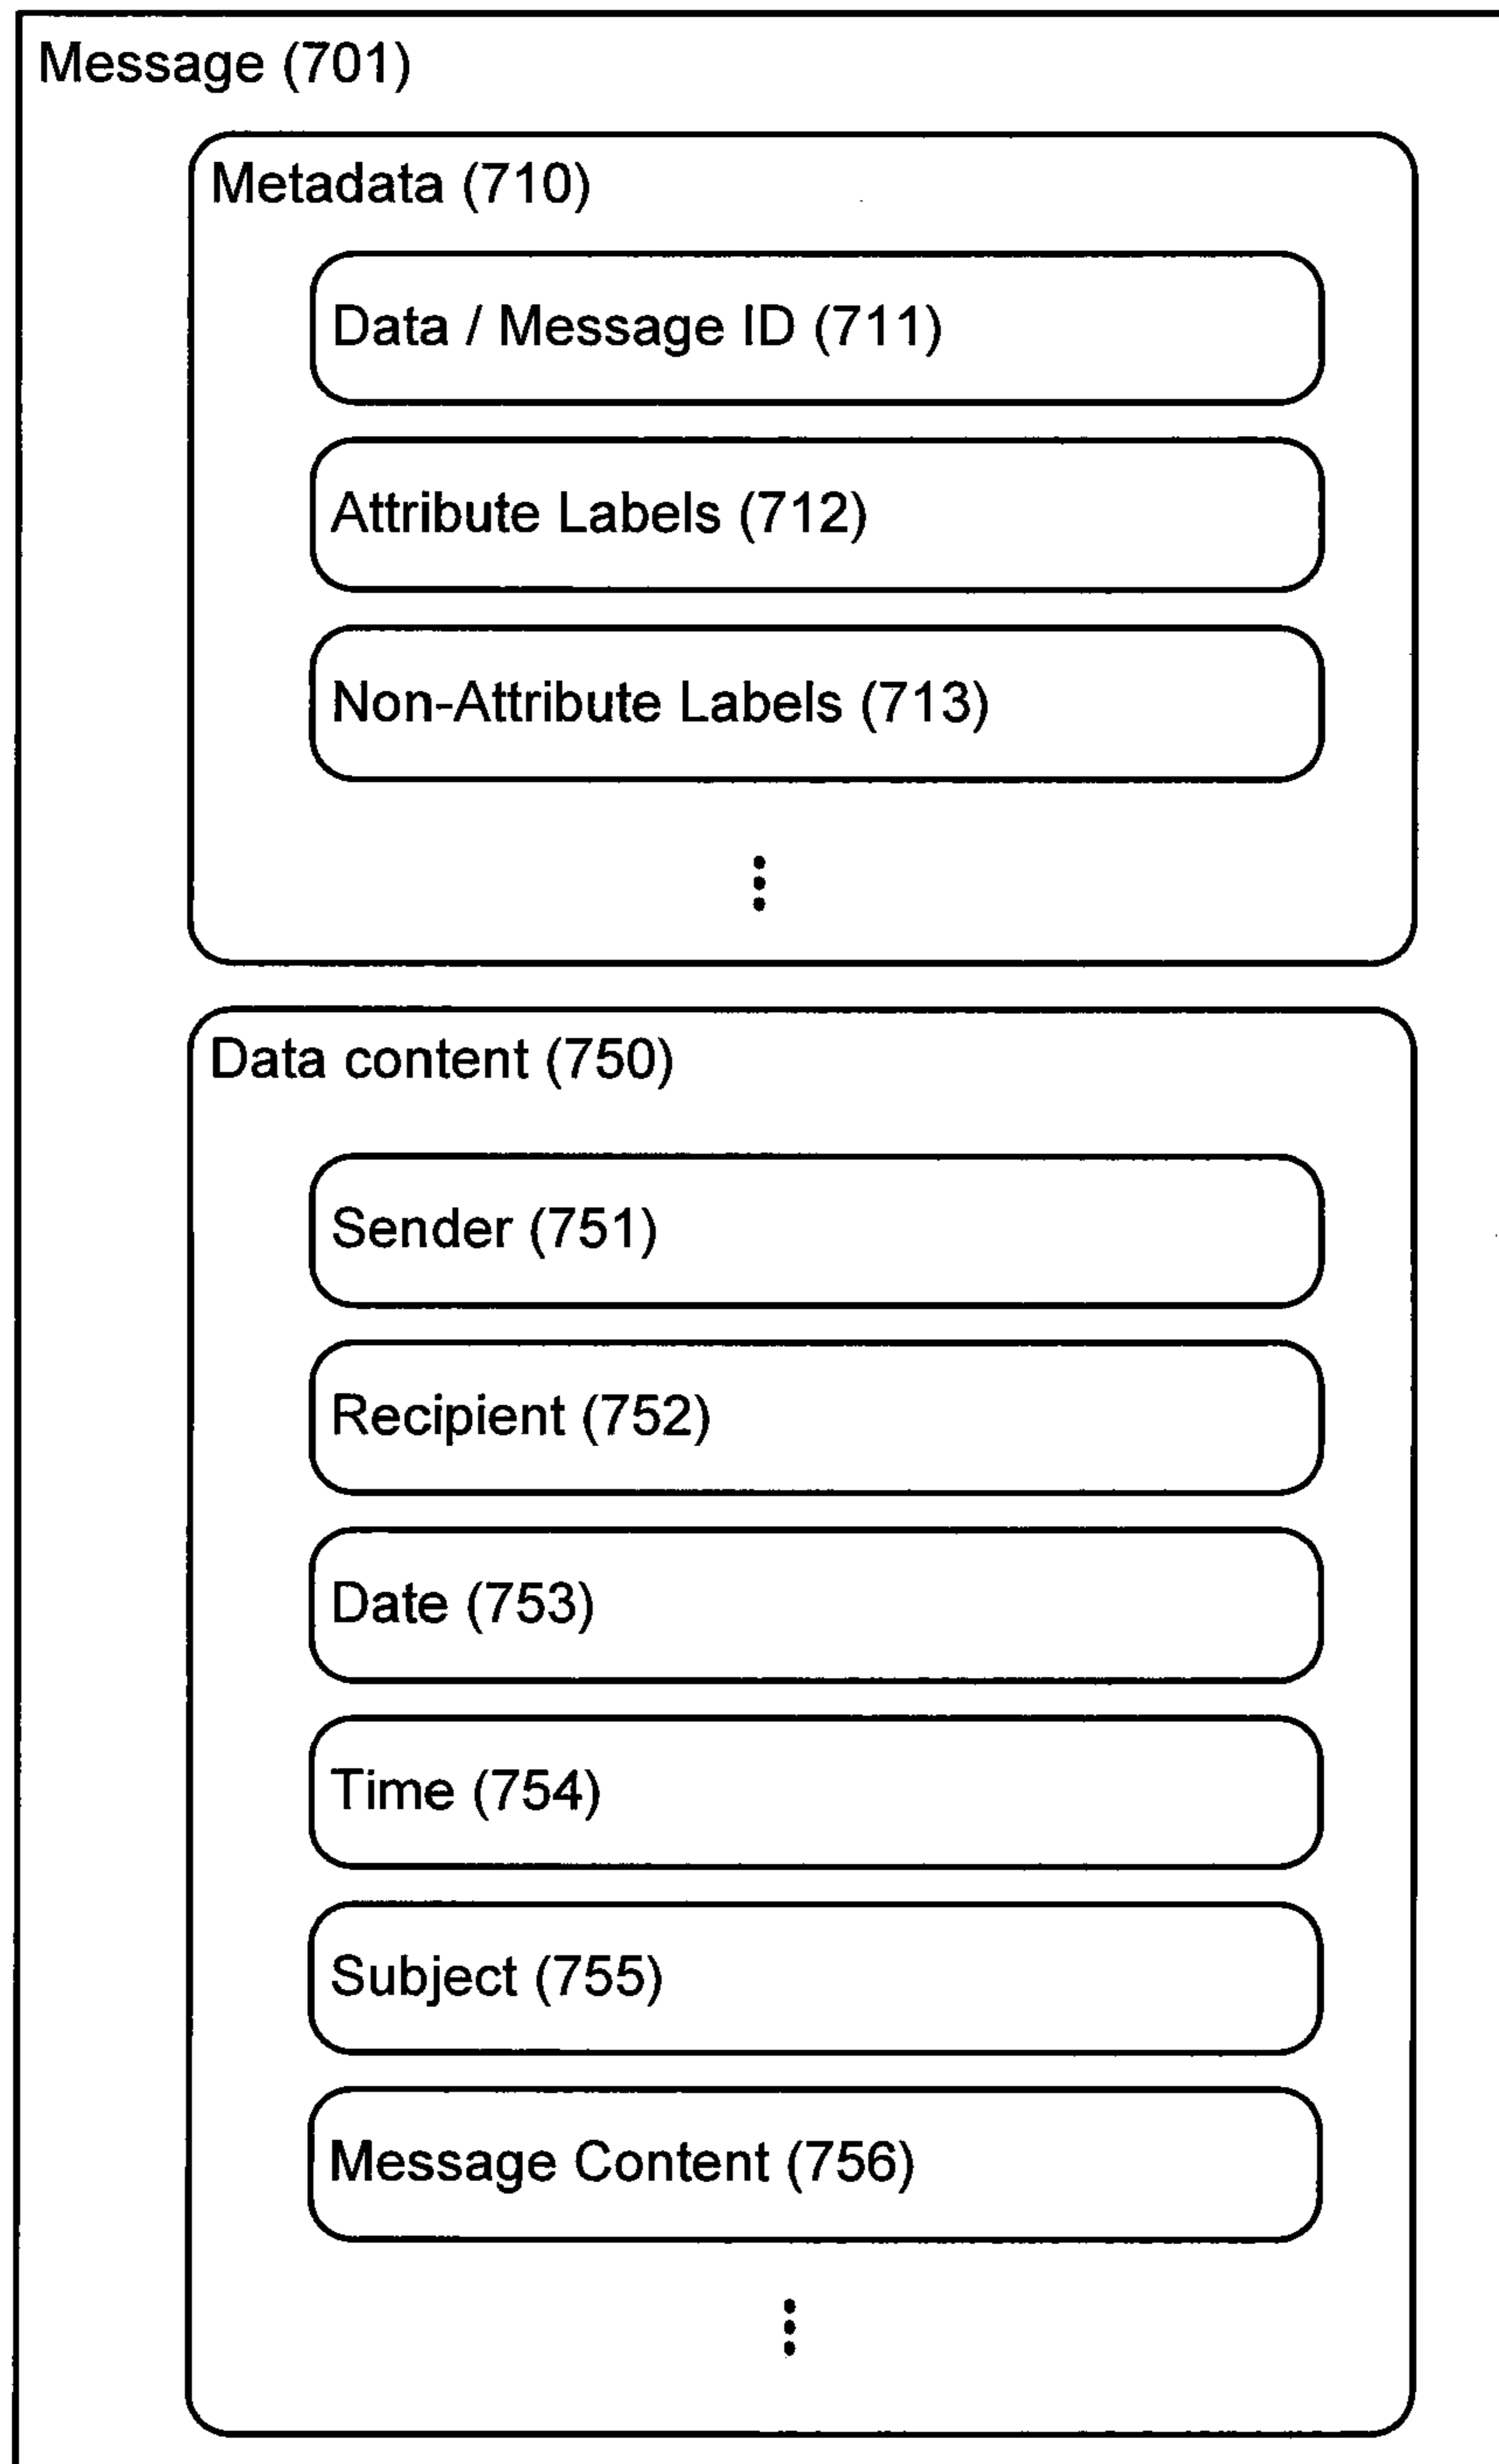 Message (701)
Metadata (710)
Data / Message ID (711)
Attribute Labels (712)
Non-Attribute Labels (713)
Data content (750)
Sender (751)
Recipient (752)
Date (753)
Time (754)
Subject (755)
Message Content (756)